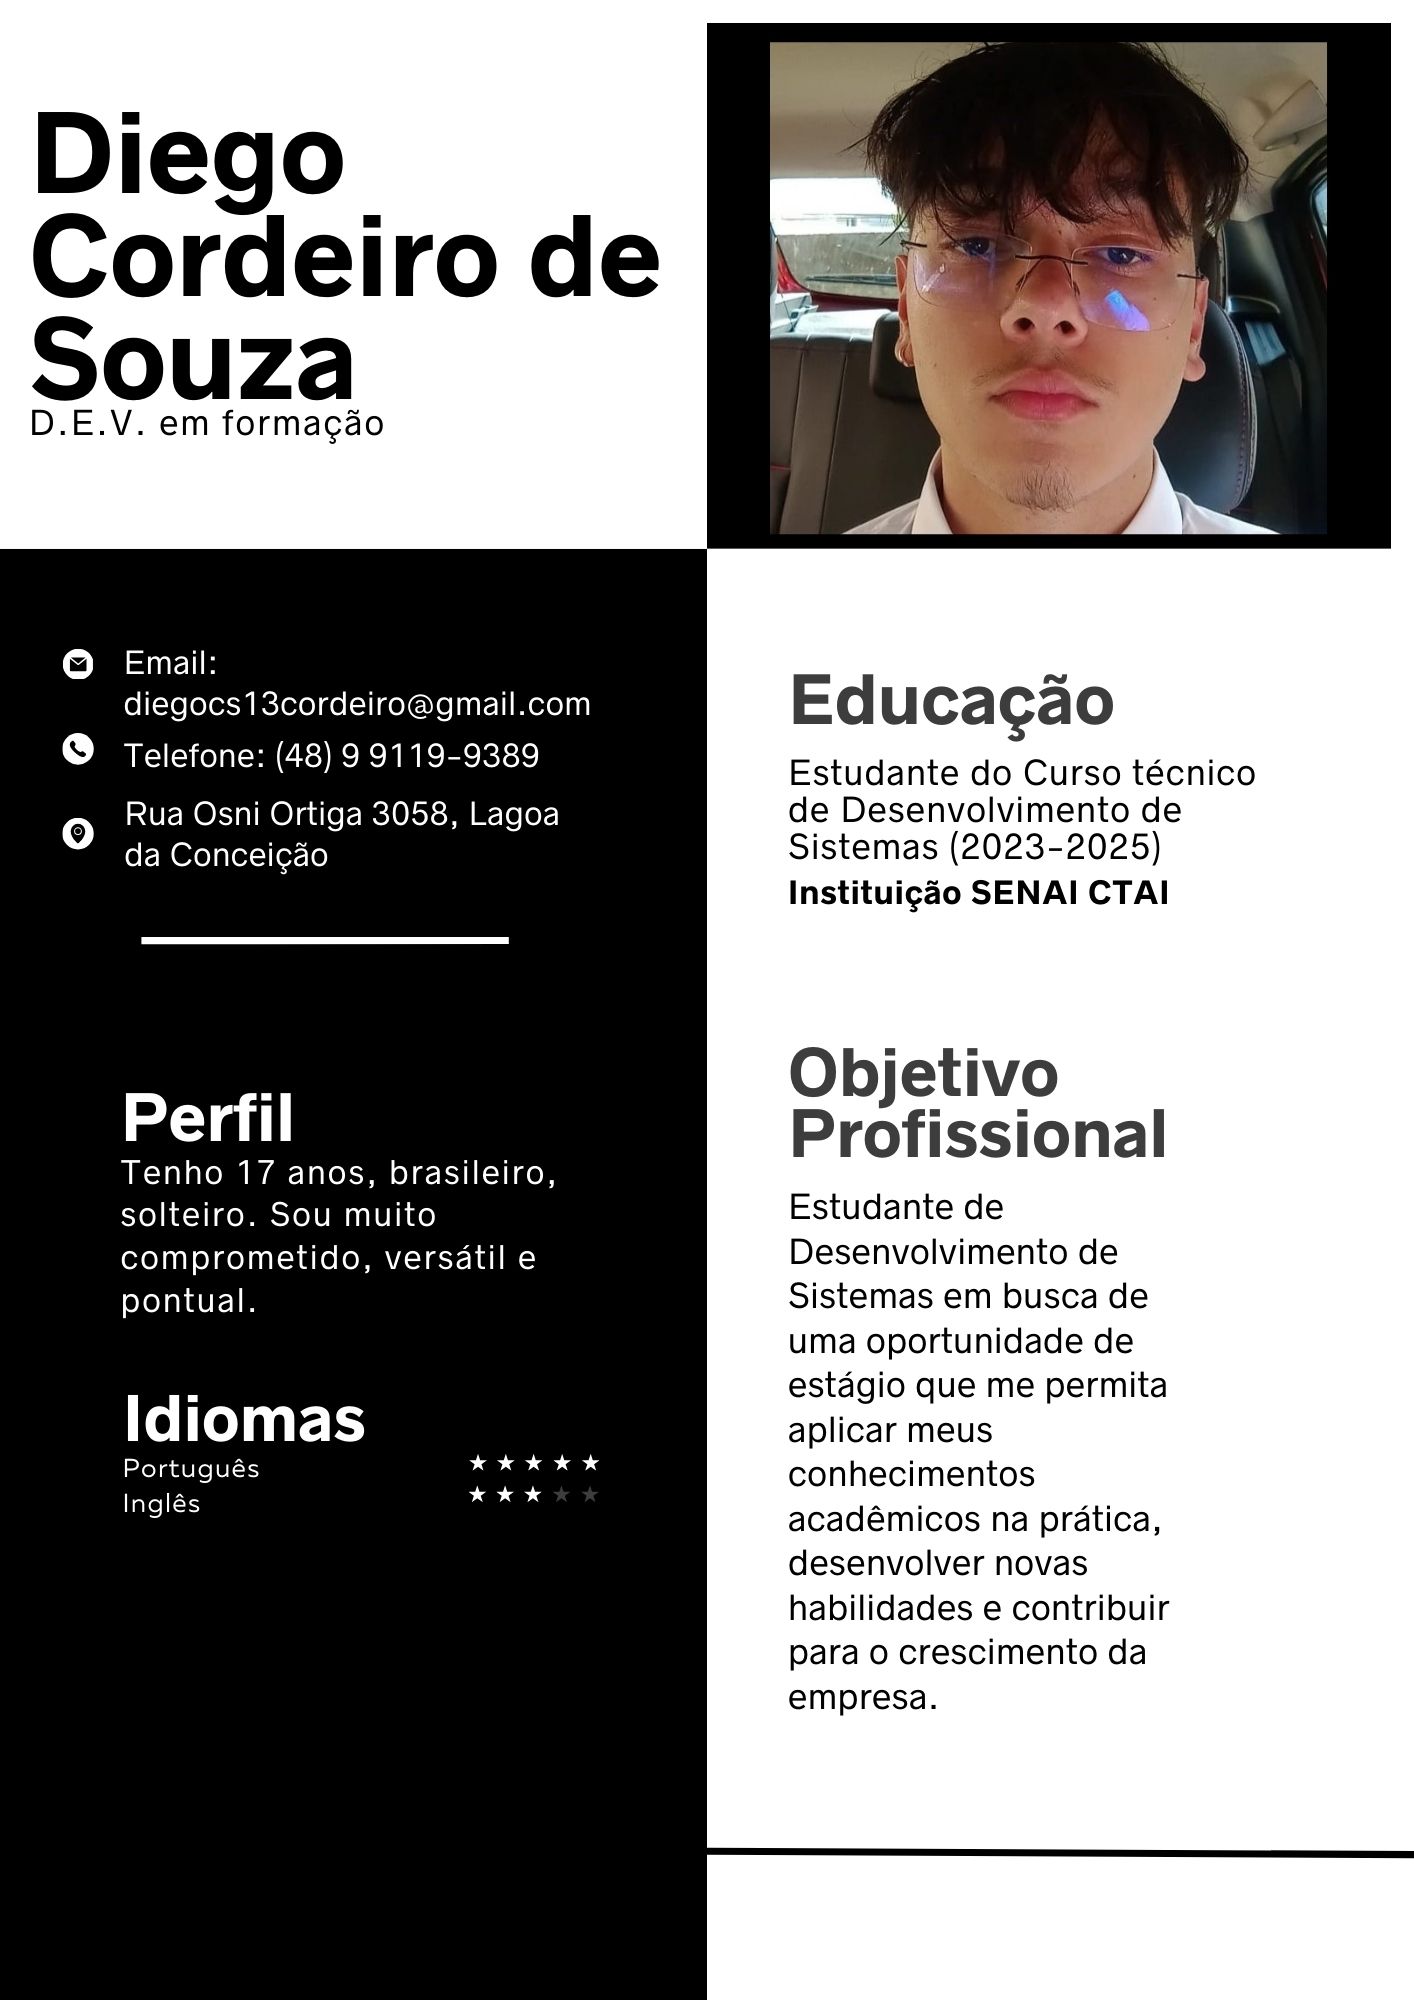 Diego
Cordeiro de
Souza
D.E.V. em formação
Email:
diegocs13cordeiro@gmail.com
Telefone: (48) 9 9119-9389
Rua Osni Ortiga 3058, Lagoa
da Conceição
Perfil
Tenho 17 anos, brasileiro,
solteiro. Sou muito
comprometido, versátil e
pontual.
Idiomas
Português
Inglês
Educação
Estudante do Curso técnico
de Desenvolvimento de
Sistemas (2023-2025)
Instituição SENAI CTAI
Objetivo
Profissional
Estudante de
Desenvolvimento de
Sistemas em busca de
uma oportunidade de
estágio que me permita
aplicar meus
conhecimentos
acadêmicos na prática,
desenvolver novas
habilidades e contribuir
para o crescimento da
empresa.